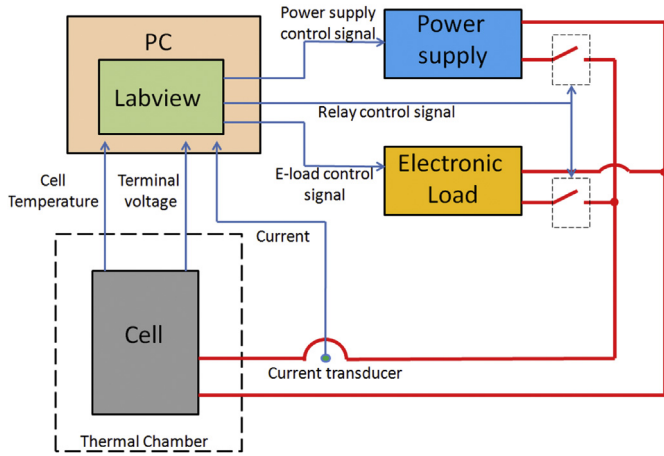 Power supply
control signal
PC
Labview
Power
supply
Relay control signal
Cell
Temperature
Terminal
voltage
E-load control
signal
Electronic
Load
Current
Cell
Current transducer
Thermal Chamber